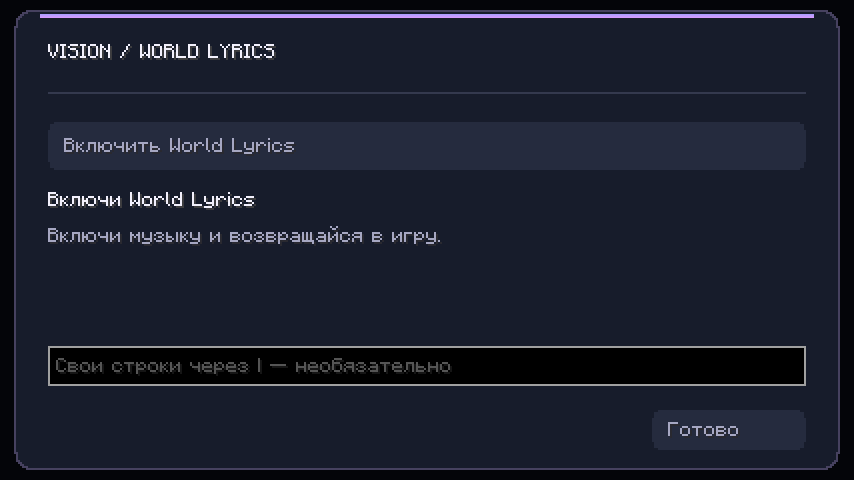 VISION / WORLD LYRICS
Включить World Lyrics
Включи World Lyrics
Включи музыку и возвращайся в игру.
Свои строки через | — необязательно
Готово